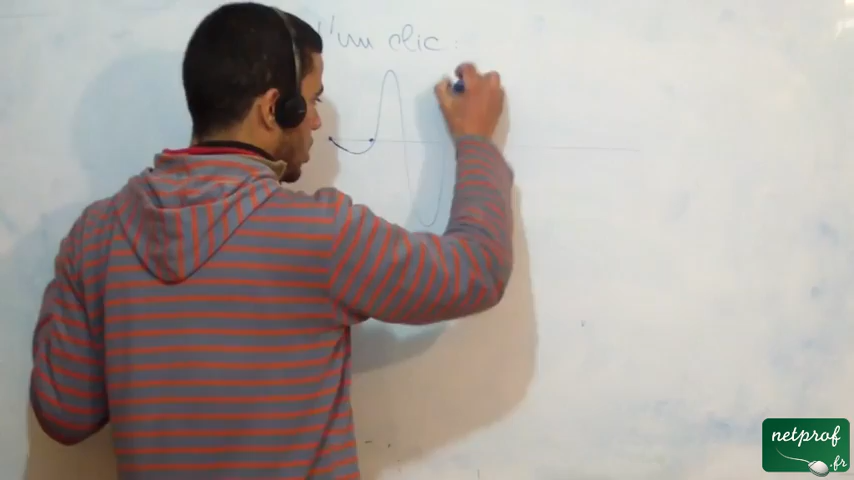 d'un clic :
netprof
.fr